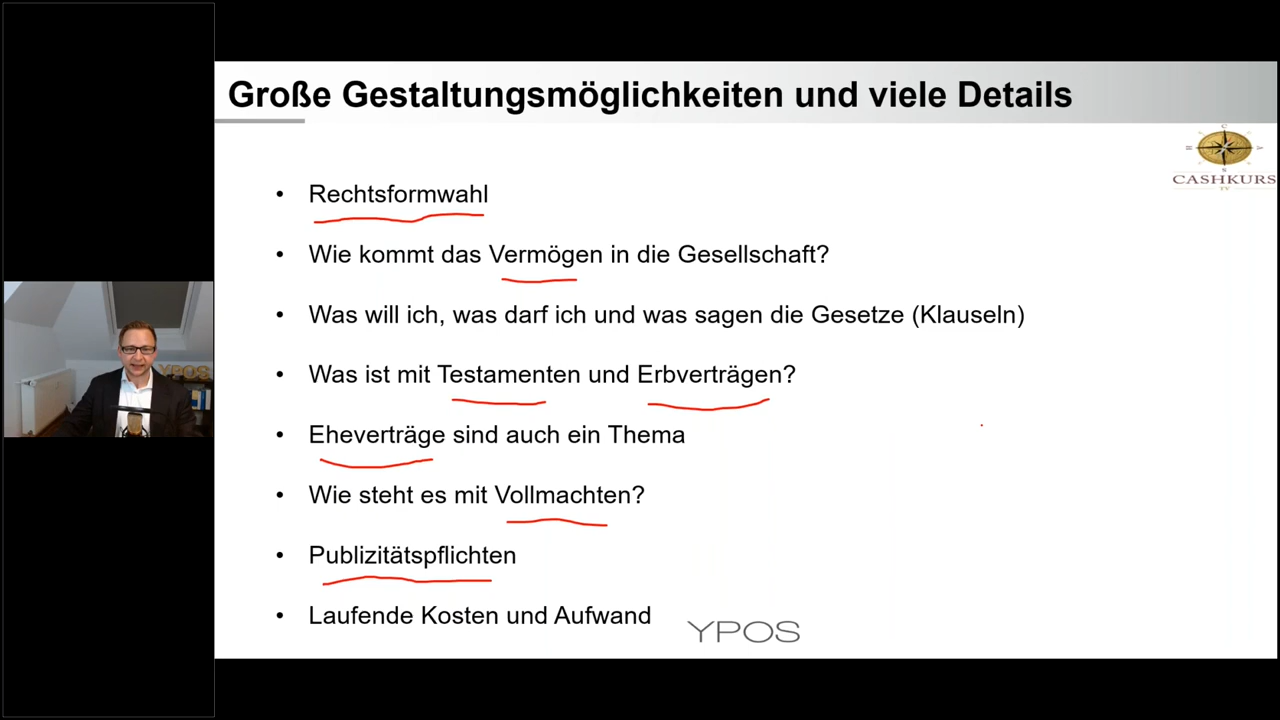 Große Gestaltungsmöglichkeiten und viele Details
CASHKURS
TV
• Rechtsformwahl
• Wie kommt das Vermögen in die Gesellschaft?
• Was will ich, was darf ich und was sagen die Gesetze (Klauseln)
• Was ist mit Testamenten und Erbverträgen?
• Eheverträge sind auch ein Thema
• Wie steht es mit Vollmachten?
• Publizitätspflichten
• Laufende Kosten und Aufwand
YPOS
YPOS